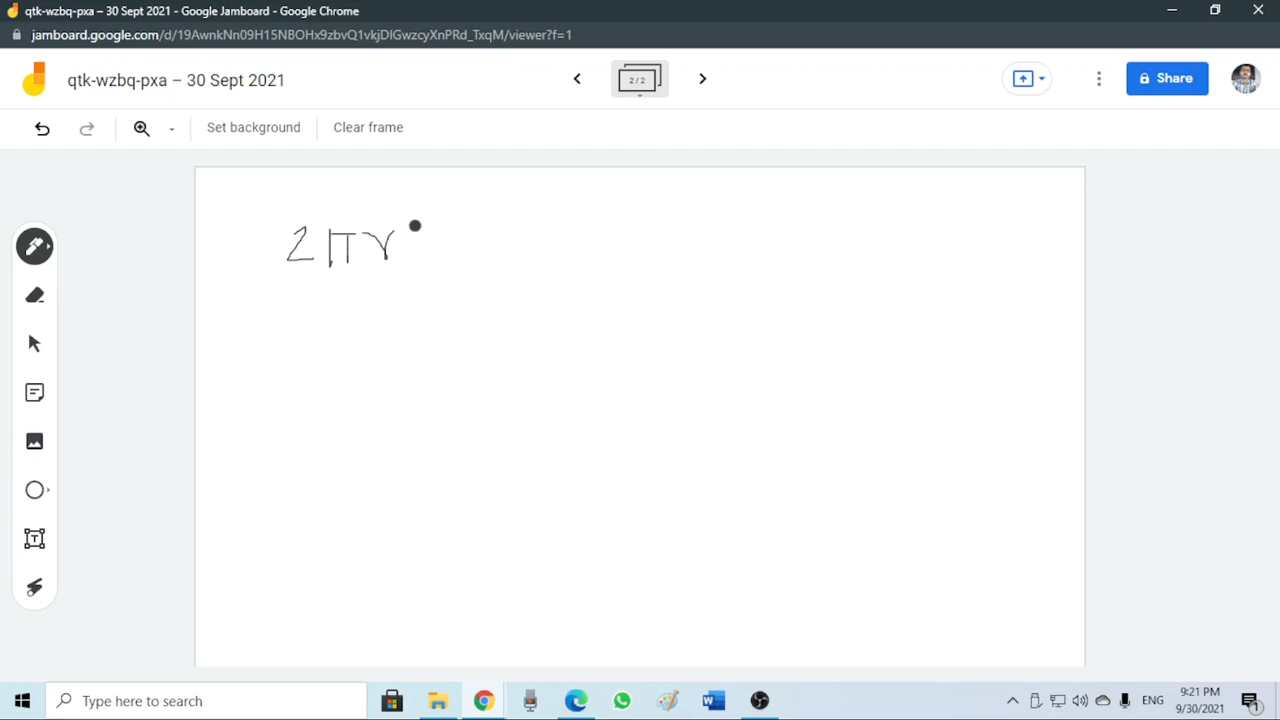 qtk-wzbq-pxa – 30 Sept 2021 - Google Jamboard - Google Chrome
jamboard.google.com/d/19AwnkNn09H15NBOHx9zbvQ1vkjDlGwzcyXnPRd_TxqM/viewer?f=1
qtk-wzbq-pxa – 30 Sept 2021
2 / 2
Share
Set background
Clear frame
2πr
T
Type here to search
W
ENG
9:21 PM
9/30/2021
1